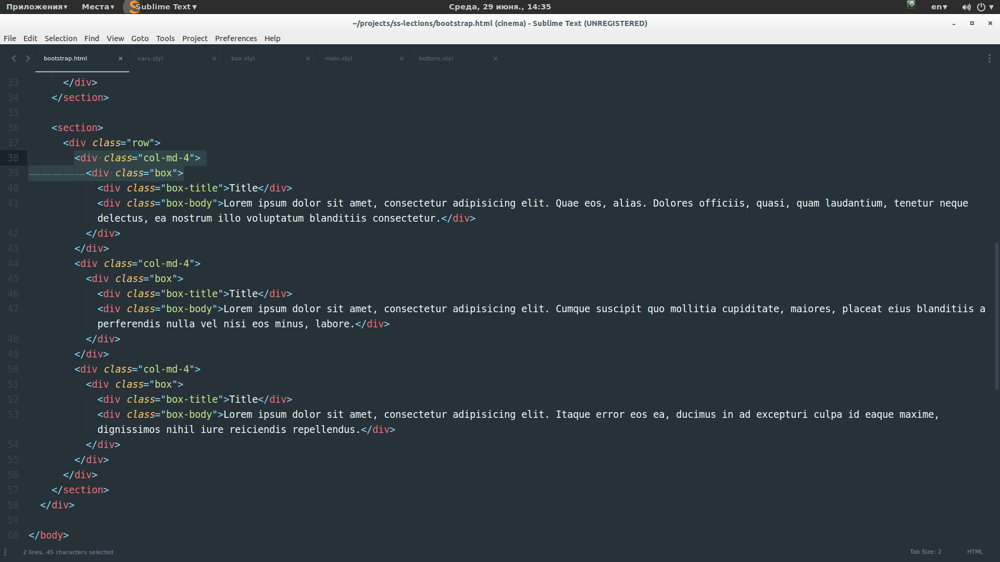 Приложения▾ Места▾ Sublime Text ▾ Среда, 29 июня., 14:35 en▾
~/projects/ss-lections/bootstrap.html (cinema) - Sublime Text (UNREGISTERED)
File Edit Selection Find View Goto Tools Project Preferences Help
bootstrap.html vars.styl box.styl main.styl buttons.styl
33 </div>
34 </section>
35
36 <section>
37 <div class="row">
38 <div class="col-md-4">
39 <div class="box">
40 <div class="box-title">Title</div>
41 <div class="box-body">Lorem ipsum dolor sit amet, consectetur adipisicing elit. Quae eos, alias. Dolores officiis, quasi, quam laudantium, tenetur neque
delectus, ea nostrum illo voluptatum blanditiis consectetur.</div>
42 </div>
43 </div>
44 <div class="col-md-4">
45 <div class="box">
46 <div class="box-title">Title</div>
47 <div class="box-body">Lorem ipsum dolor sit amet, consectetur adipisicing elit. Cumque suscipit quo mollitia cupiditate, maiores, placeat eius blanditiis a
perferendis nulla vel nisi eos minus, labore.</div>
48 </div>
49 </div>
50 <div class="col-md-4">
51 <div class="box">
52 <div class="box-title">Title</div>
53 <div class="box-body">Lorem ipsum dolor sit amet, consectetur adipisicing elit. Itaque error eos ea, ducimus in ad excepturi culpa id eaque maxime,
dignissimos nihil iure reiciendis repellendus.</div>
54 </div>
55 </div>
56 </div>
57 </section>
58 </div>
59
60 </body>
2 lines, 45 characters selected Tab Size: 2 HTML